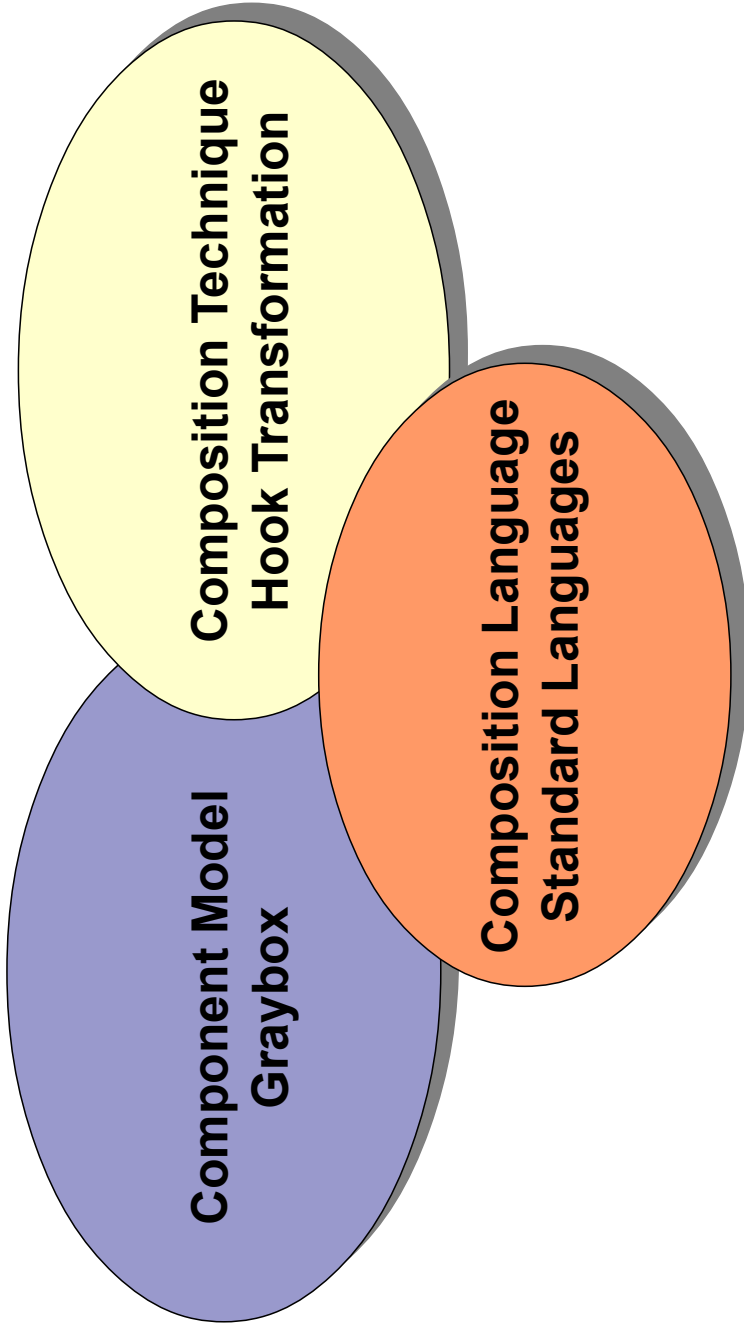 Component Model
Graybox
Composition Technique
Hook Transformation
Composition Language
Standard Languages